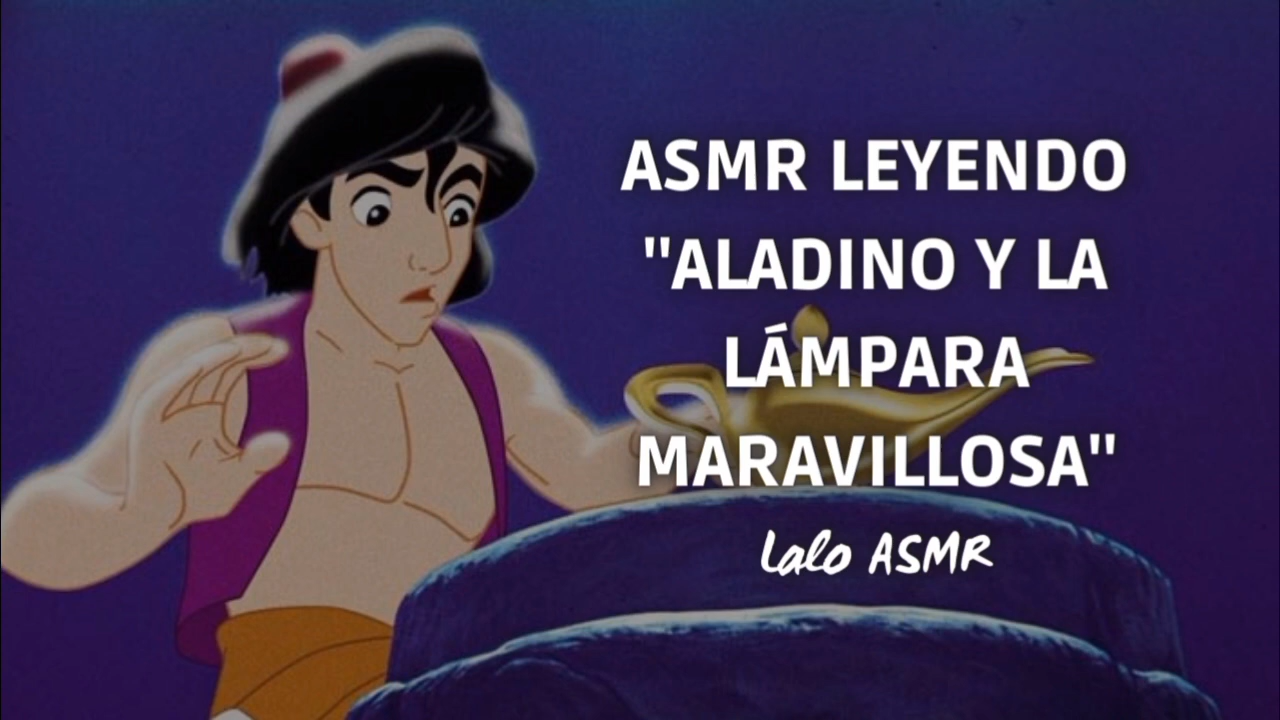 ASMR LEYENDO
"ALADINO Y LA
LÁMPARA
MARAVILLOSA"
Lalo ASMR